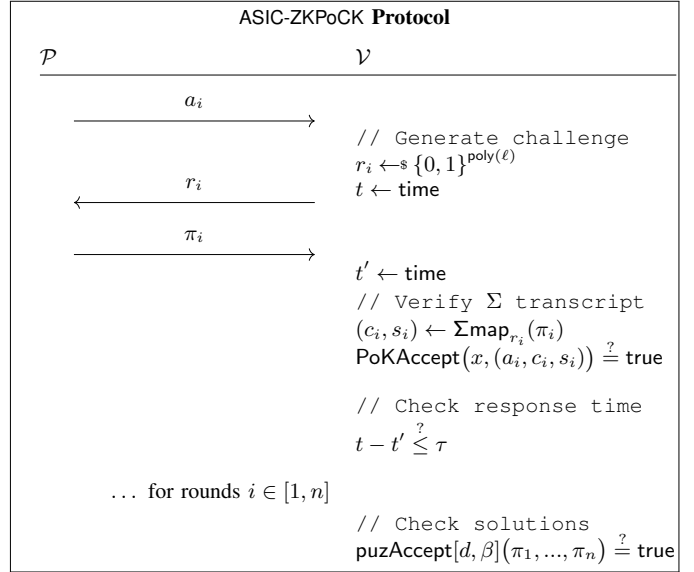 ASIC-ZKPoCK Protocol
𝒫 𝒱
a_i
// Generate challenge
r_i ←$ {0, 1}^poly(ℓ)
r_i
t ← time
π_i
t′ ← time
// Verify Σ transcript
(c_i, s_i) ← Σmap_{r_i}(π_i)
PoKAccept(x, (a_i, c_i, s_i)) ≟ true
// Check response time
t − t′ ≤? τ
… for rounds i ∈ [1, n]
// Check solutions
puzAccept[d, β](π_1, ..., π_n) ≟ true